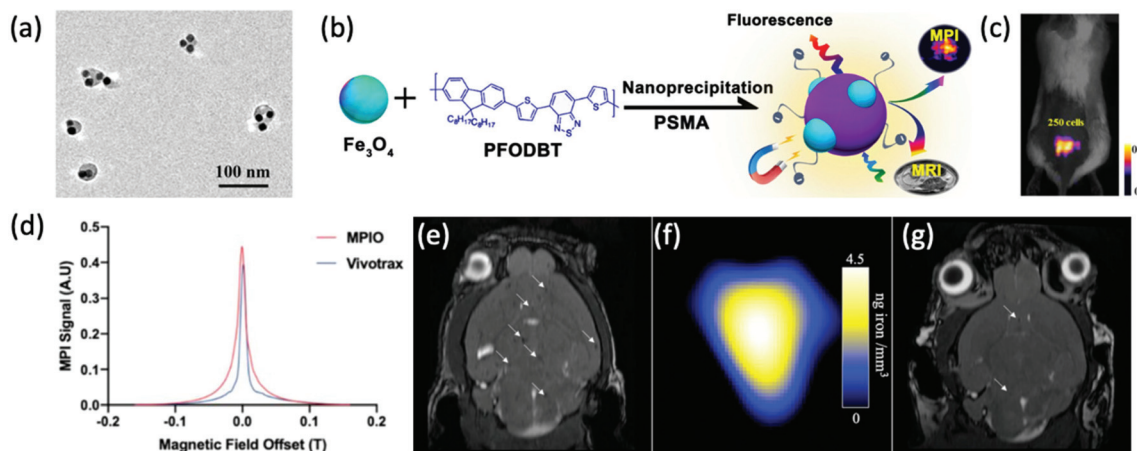 (a)
100 nm
(b)
Fe3O4
+
C8H17
C8H17
S
S
N
N
S
n
PFODBT
Nanoprecipitation
PSMA
Fluorescence
MPI
MRI
(c)
250 cells
0
(d)
MPI Signal (A.U)
0.5
0.4
0.3
0.2
0.1
0.0
-0.2
-0.1
0.0
0.1
0.2
Magnetic Field Offset (T)
MPIO
Vivotrax
(e)
(f)
4.5
ng iron /mm3
0
(g)